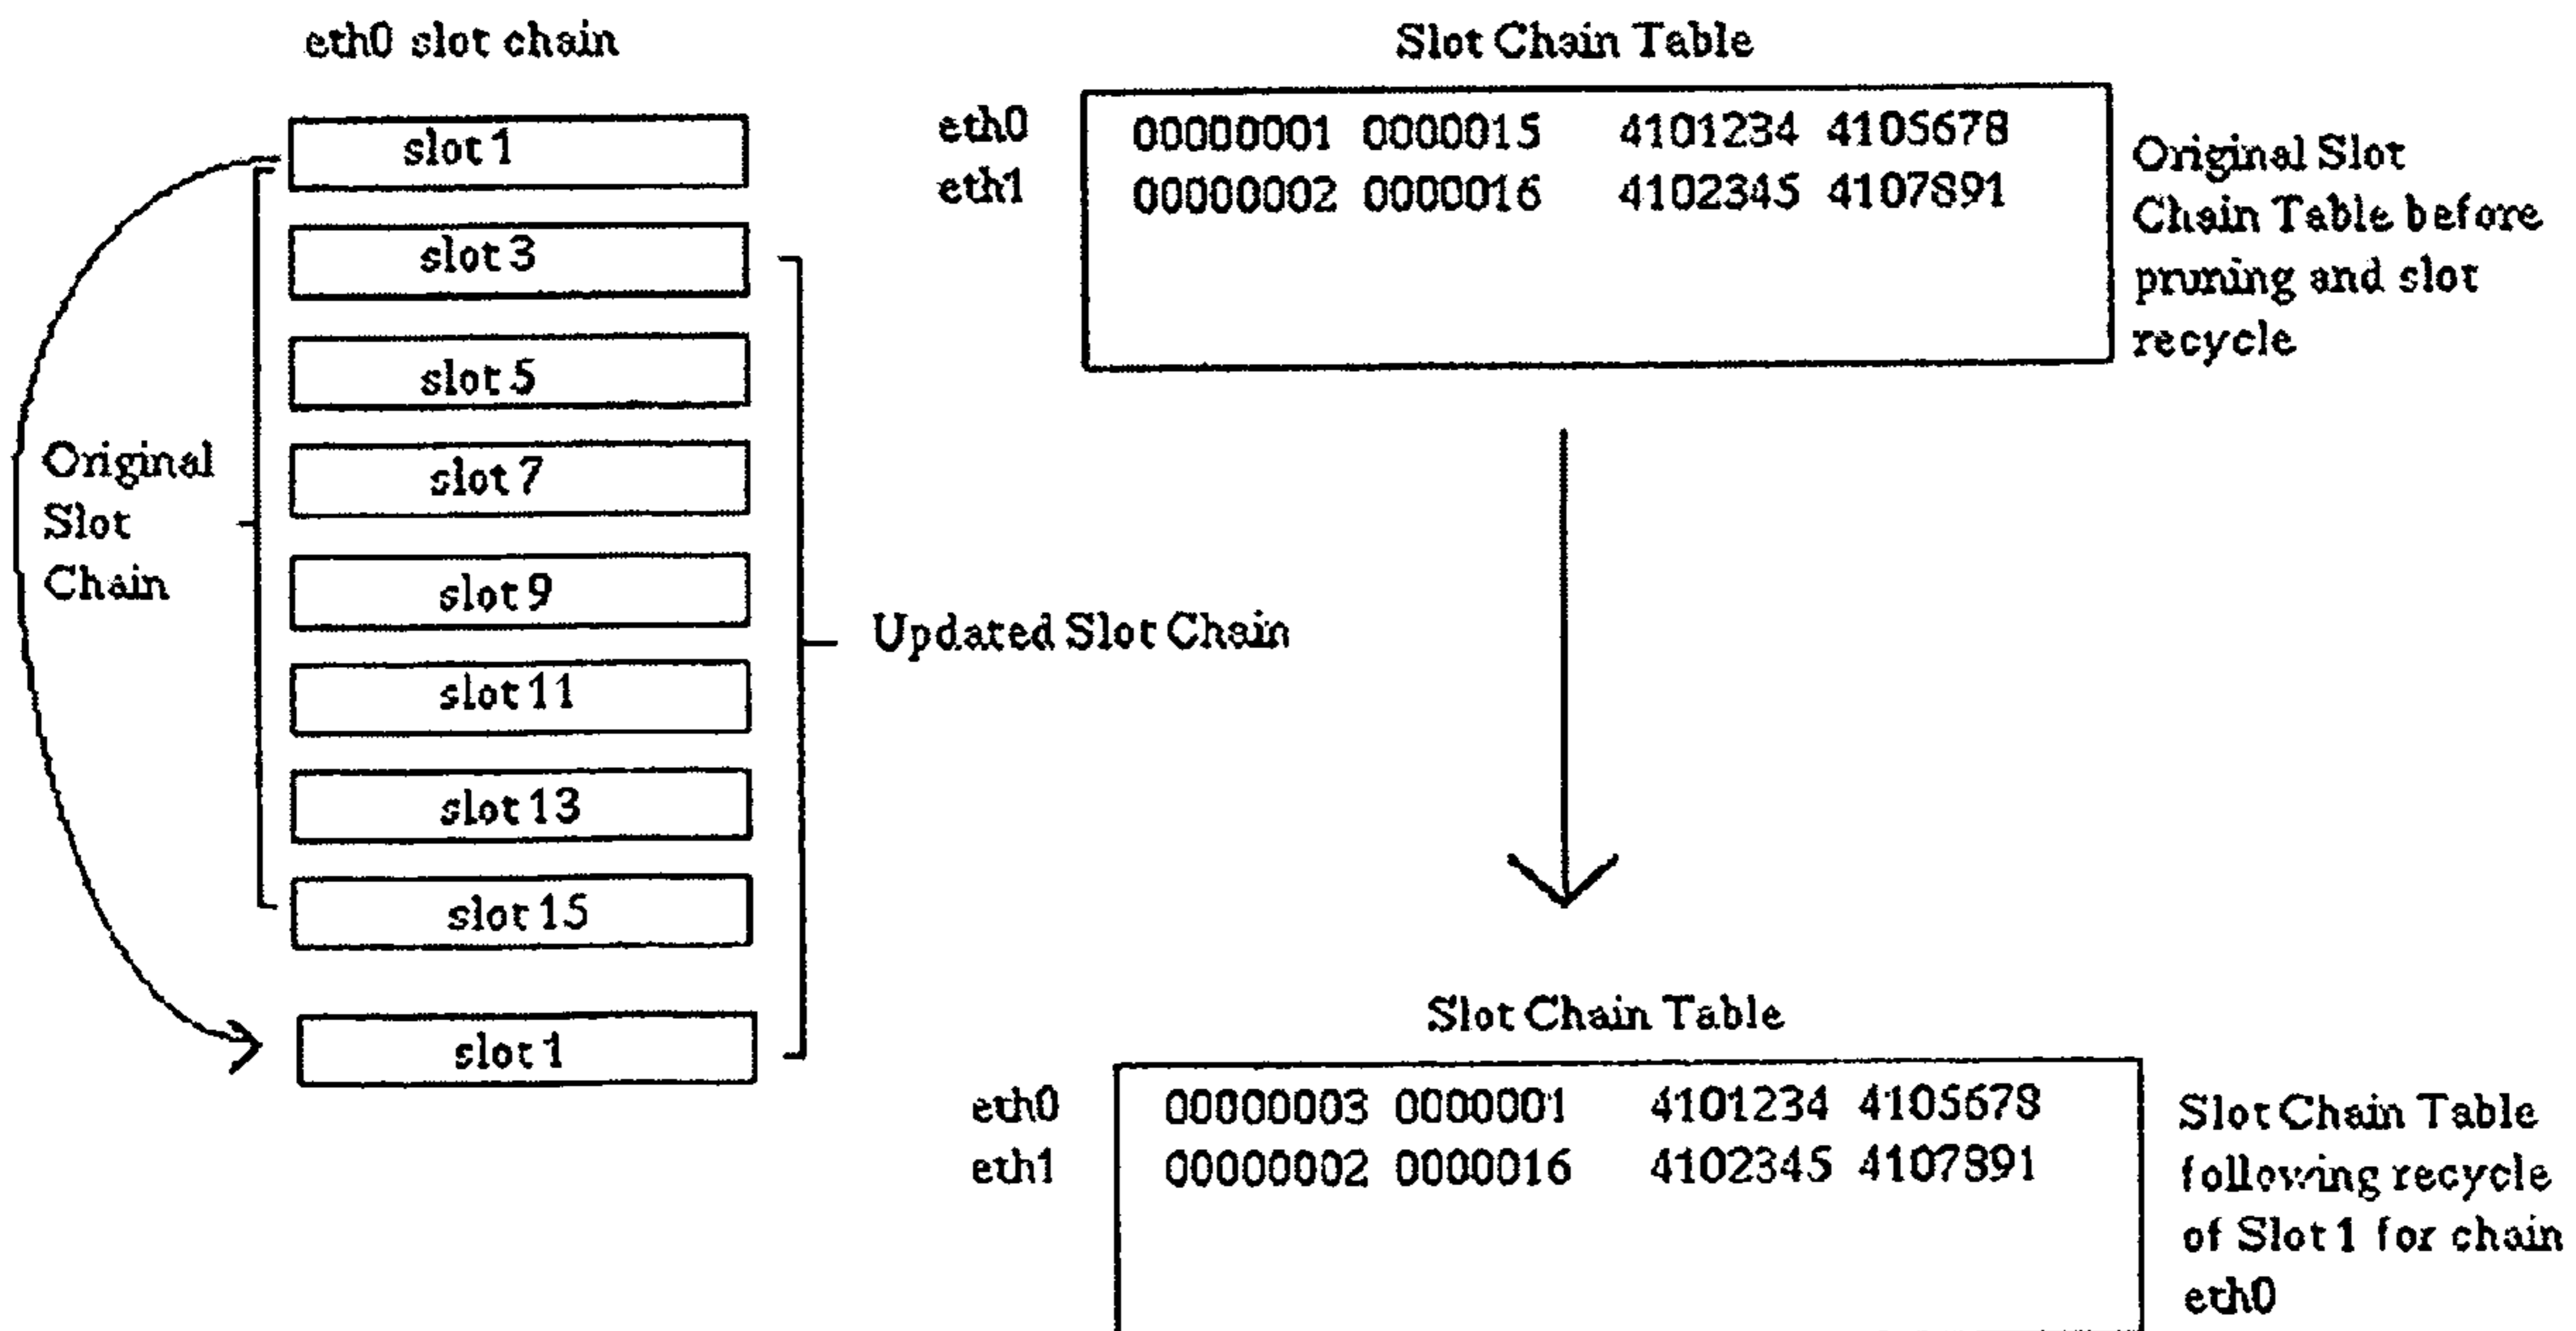 eth0 slot chain
slot 1
slot 3
slot 5
slot 7
slot 9
slot 11
slot 13
slot 15
slot 1
Original
Slot
Chain
Updated Slot Chain
Slot Chain Table
eth0 00000001 0000015 4101234 4105678
eth1 00000002 0000016 4102345 4107891
Original Slot
Chain Table before
pruning and slot
recycle
Slot Chain Table
eth0 00000003 0000001 4101234 4105678
eth1 00000002 0000016 4102345 4107891
Slot Chain Table
following recycle
of Slot 1 for chain
eth0